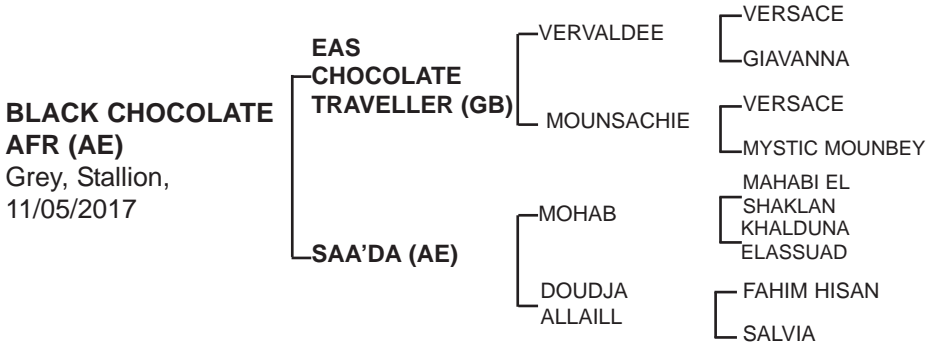 BLACK CHOCOLATE
AFR (AE)
Grey, Stallion,
11/05/2017
EAS
CHOCOLATE
TRAVELLER (GB)
SAA'DA (AE)
VERVALDEE
MOUNSACHIE
MOHAB
DOUDJA
ALLAILL
VERSACE
GIAVANNA
VERSACE
MYSTIC MOUNBEY
MAHABI EL
SHAKLAN
KHALDUNA
ELASSUAD
FAHIM HISAN
SALVIA